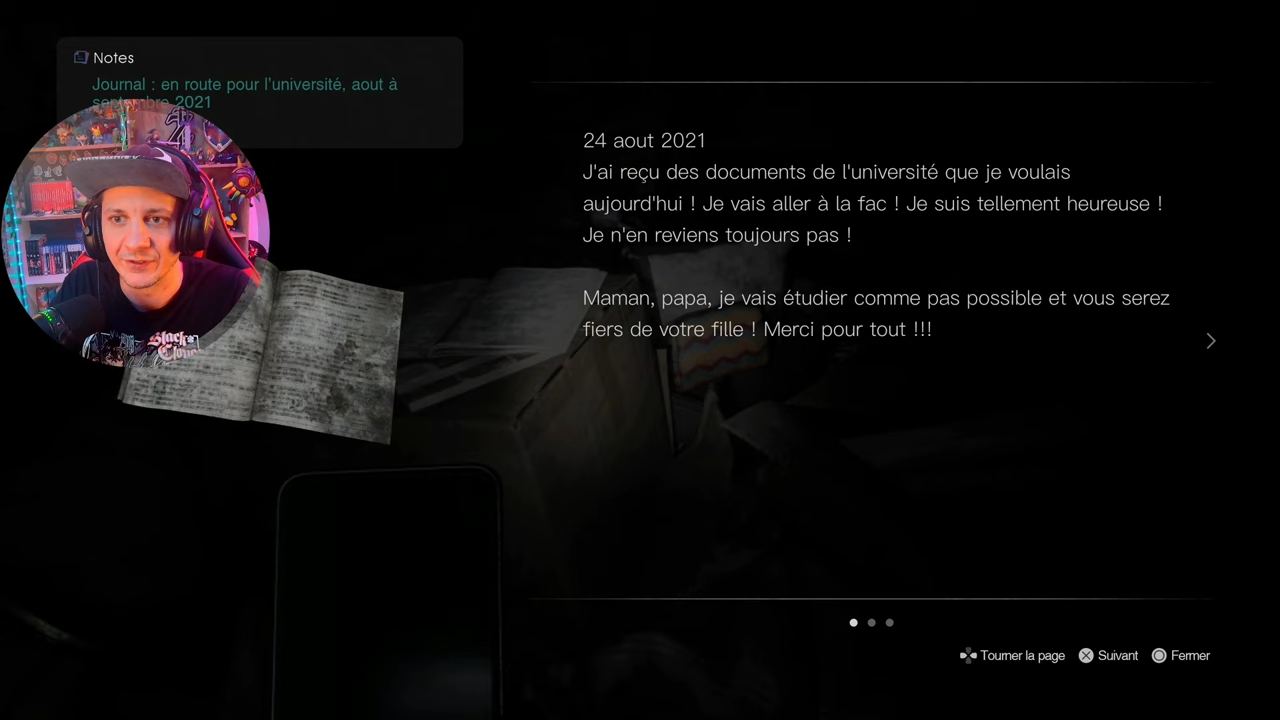 Notes
Journal : en route pour l'université, aout à
septembre 2021
24 aout 2021
J'ai reçu des documents de l'université que je voulais
aujourd'hui ! Je vais aller à la fac ! Je suis tellement heureuse !
Je n'en reviens toujours pas !
Maman, papa, je vais étudier comme pas possible et vous serez
fiers de votre fille ! Merci pour tout !!!
Black
Tourner la page
Suivant
Fermer